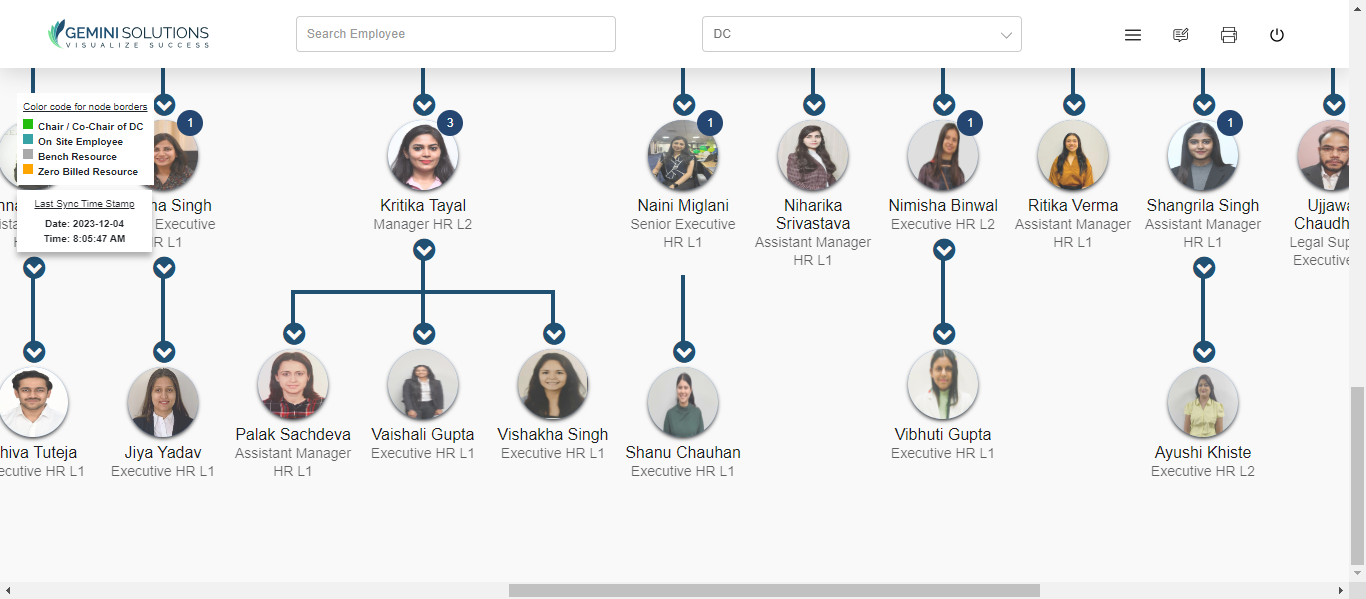 GEMINI SOLUTIONS
VISUALIZE SUCCESS
Search Employee
DC
Color code for node borders
Chair / Co-Chair of DC
On Site Employee
Bench Resource
Zero Billed Resource
Last Sync Time Stamp
Date: 2023-12-04
Time: 8:05:47 AM
1
Singh
Executive
HR L1
3
Kritika Tayal
Manager HR L2
1
Naini Miglani
Senior Executive
HR L1
Niharika
Srivastava
Assistant Manager
HR L1
1
Nimisha Binwal
Executive HR L2
Ritika Verma
Assistant Manager
HR L1
1
Shangrila Singh
Assistant Manager
HR L1
Ujjawa
Chaudh
Legal Sup
Executive
hiva Tuteja
ecutive HR L1
Jiya Yadav
Executive HR L1
Palak Sachdeva
Assistant Manager
HR L1
Vaishali Gupta
Executive HR L1
Vishakha Singh
Executive HR L1
Shanu Chauhan
Executive HR L1
Vibhuti Gupta
Executive HR L1
Ayushi Khiste
Executive HR L2